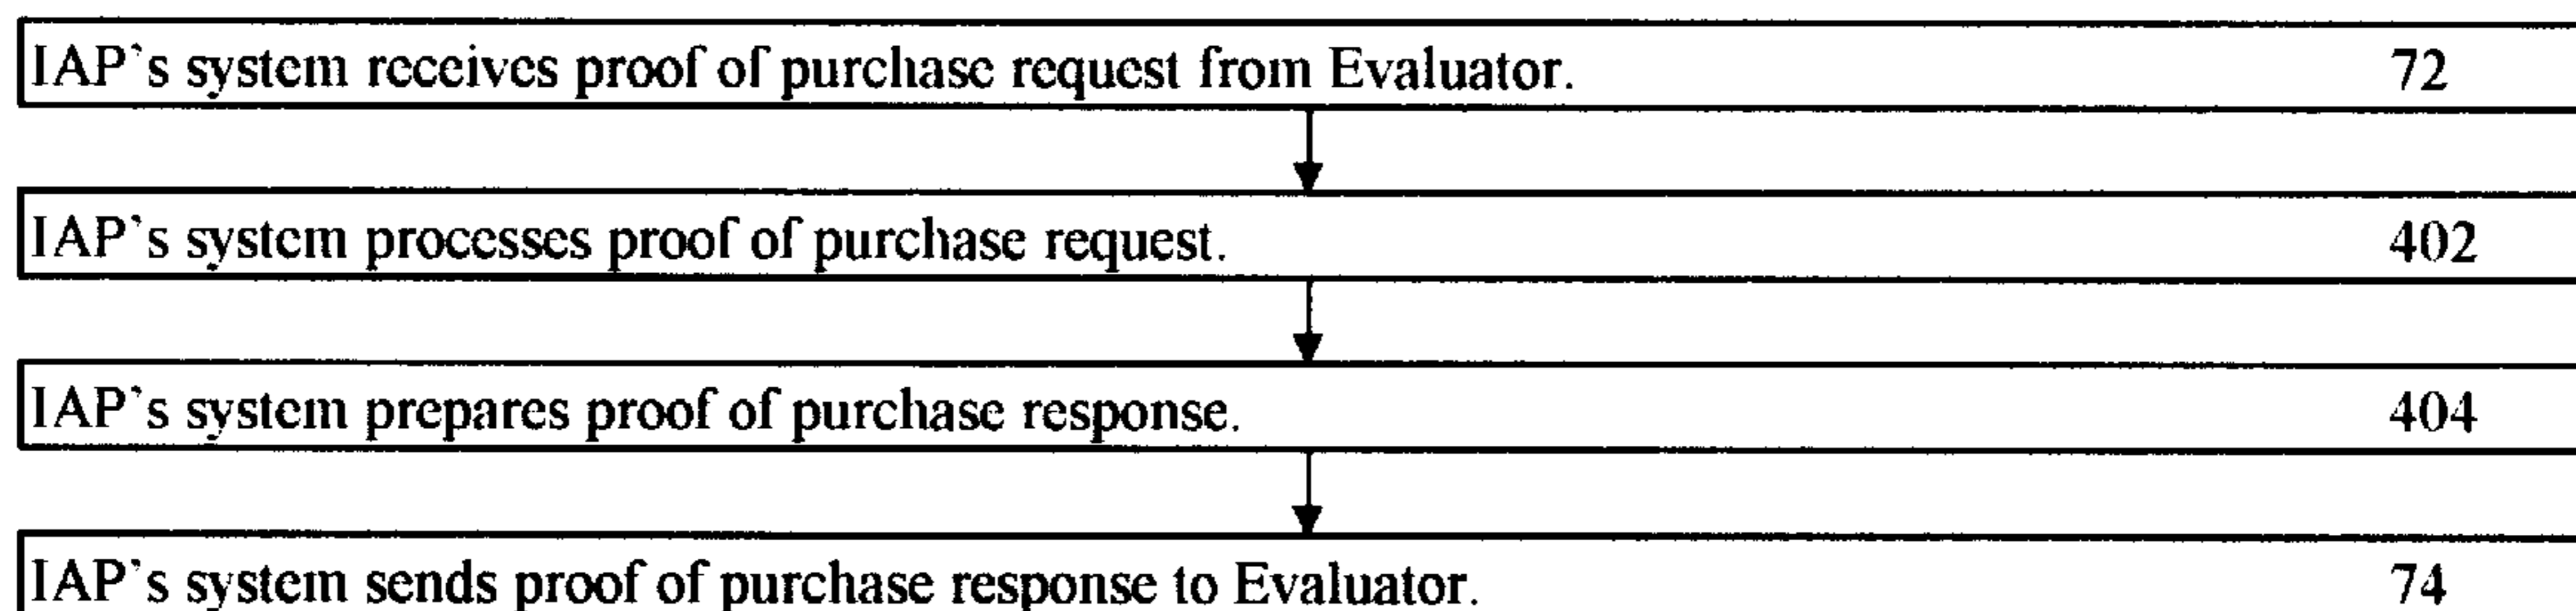 IAP's system receives proof of purchase request from Evaluator. 72
IAP's system processes proof of purchase request. 402
IAP's system prepares proof of purchase response. 404
IAP's system sends proof of purchase response to Evaluator. 74